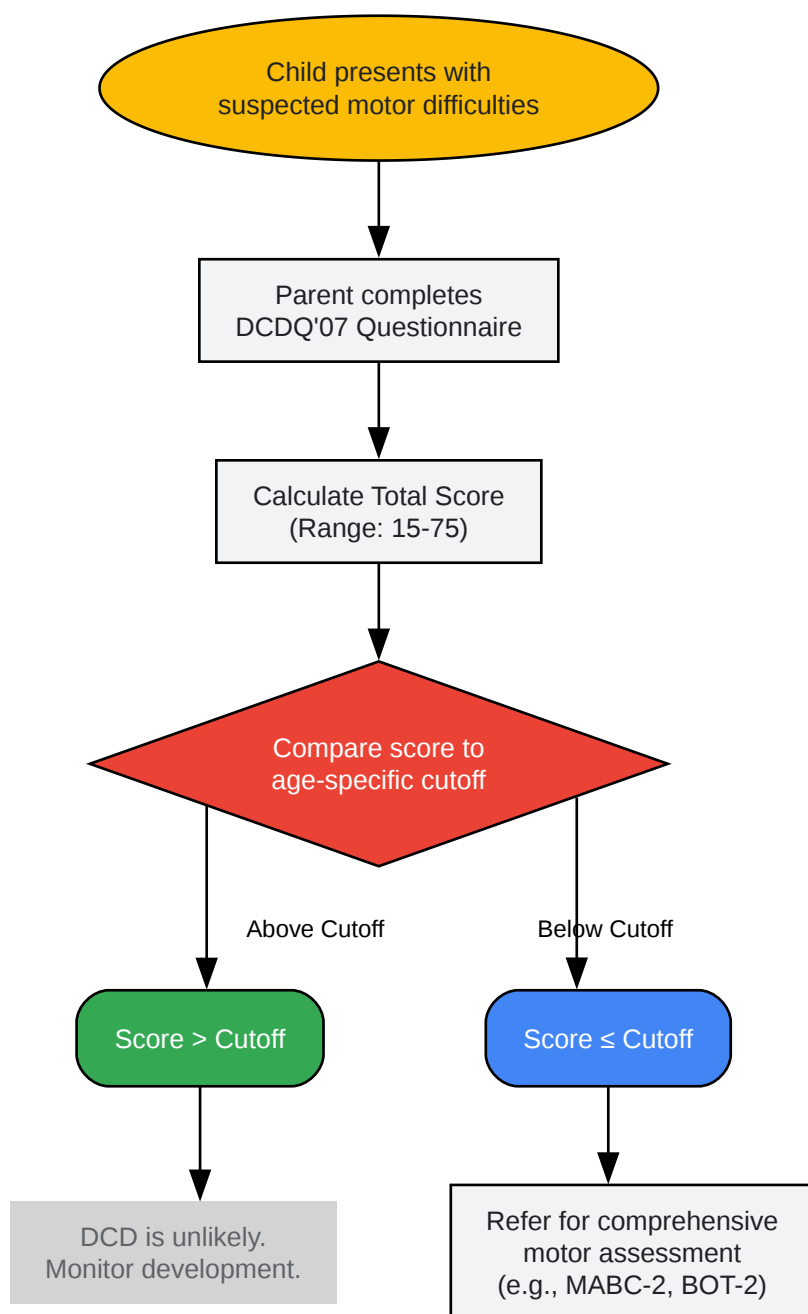 Child presents with
suspected motor difficulties
Parent completes
DCDQ'07 Questionnaire
Calculate Total Score
(Range: 15-75)
Compare score to
age-specific cutoff
Above Cutoff
Below Cutoff
Score > Cutoff
Score ≤ Cutoff
DCD is unlikely.
Monitor development.
Refer for comprehensive
motor assessment
(e.g., MABC-2, BOT-2)